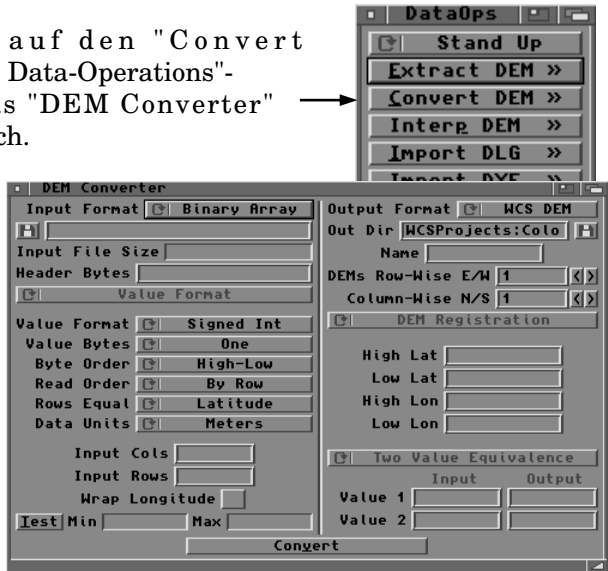 auf den "Convert
Data-Operations"-
s "DEM Converter"
ch.
DataOps
Stand Up
Extract DEM »
Convert DEM »
Interp DEM »
Import DLG »
Import DXF »
DEM Converter
Input Format Binary Array
Input File Size
Header Bytes
Value Format
Value Format Signed Int
Value Bytes One
Byte Order High-Low
Read Order By Row
Rows Equal Latitude
Data Units Meters
Input Cols
Input Rows
Wrap Longitude
Test Min Max
Output Format WCS DEM
Out Dir WCSProjects:Colo
Name
DEMs Row-Wise E/W 1 < >
Column-Wise N/S 1 < >
DEM Registration
High Lat
Low Lat
High Lon
Low Lon
Two Value Equivalence
Input Output
Value 1
Value 2
Convert